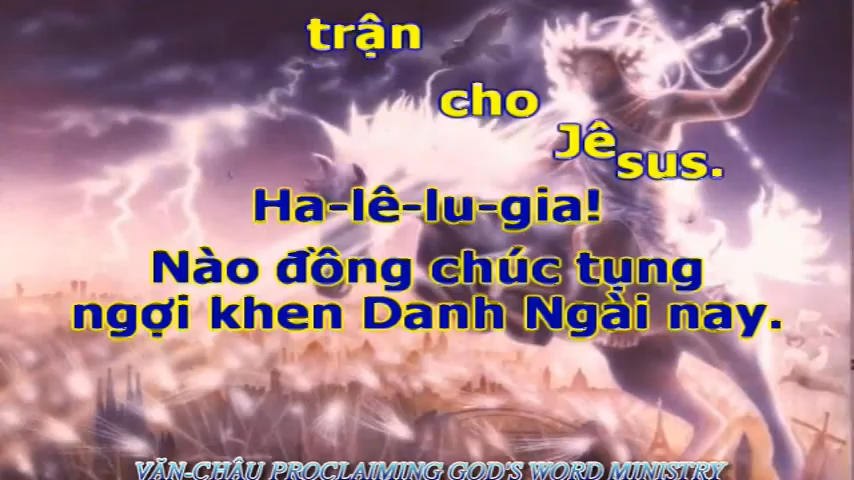 trận
cho
Jêsus.
Ha-lê-lu-gia!
Nào đồng chúc tụng
ngợi khen Danh Ngài nay.
VĂN-CHÂU PROCLAIMING GOD'S WORD MINISTRY